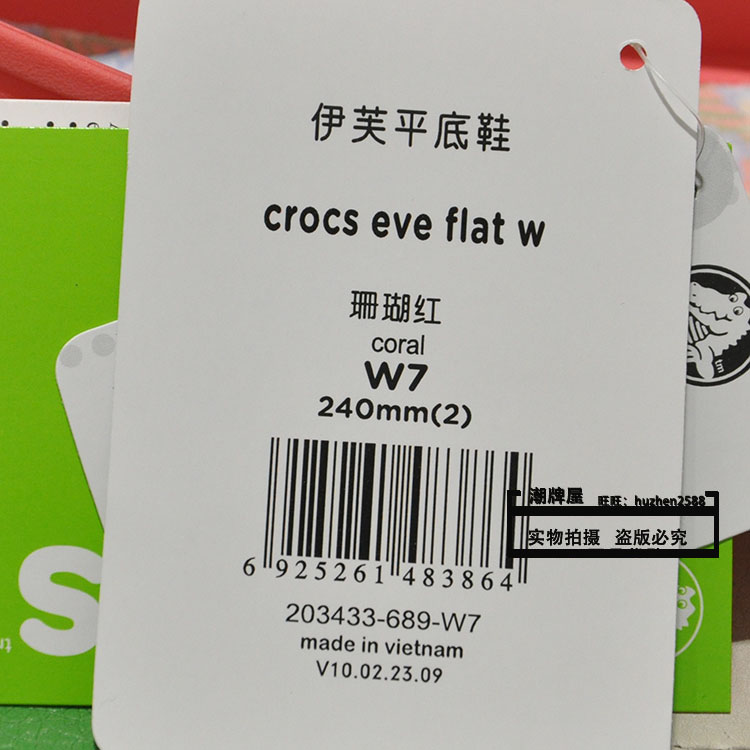 伊芙平底鞋
crocs eve flat w
珊瑚红
coral
W7
240mm(2)
潮牌屋 旺旺：huzhen2588
实物拍摄 盗版必究
6 925261 483864
203433-689-W7
made in vietnam
V10.02.23.09
S
tm
tm